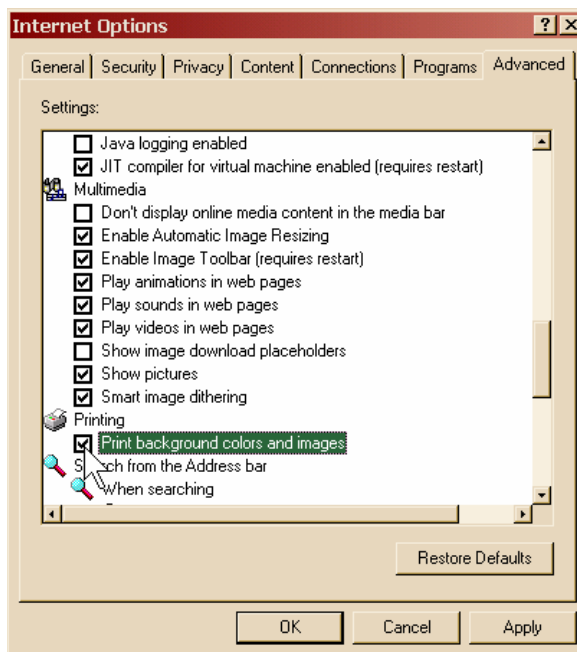 Internet Options
General Security Privacy Content Connections Programs Advanced
Settings:
Java logging enabled
JIT compiler for virtual machine enabled (requires restart)
Multimedia
Don't display online media content in the media bar
Enable Automatic Image Resizing
Enable Image Toolbar (requires restart)
Play animations in web pages
Play sounds in web pages
Play videos in web pages
Show image download placeholders
Show pictures
Smart image dithering
Printing
Print background colors and images
from the Address bar
When searching
Restore Defaults
OK Cancel Apply